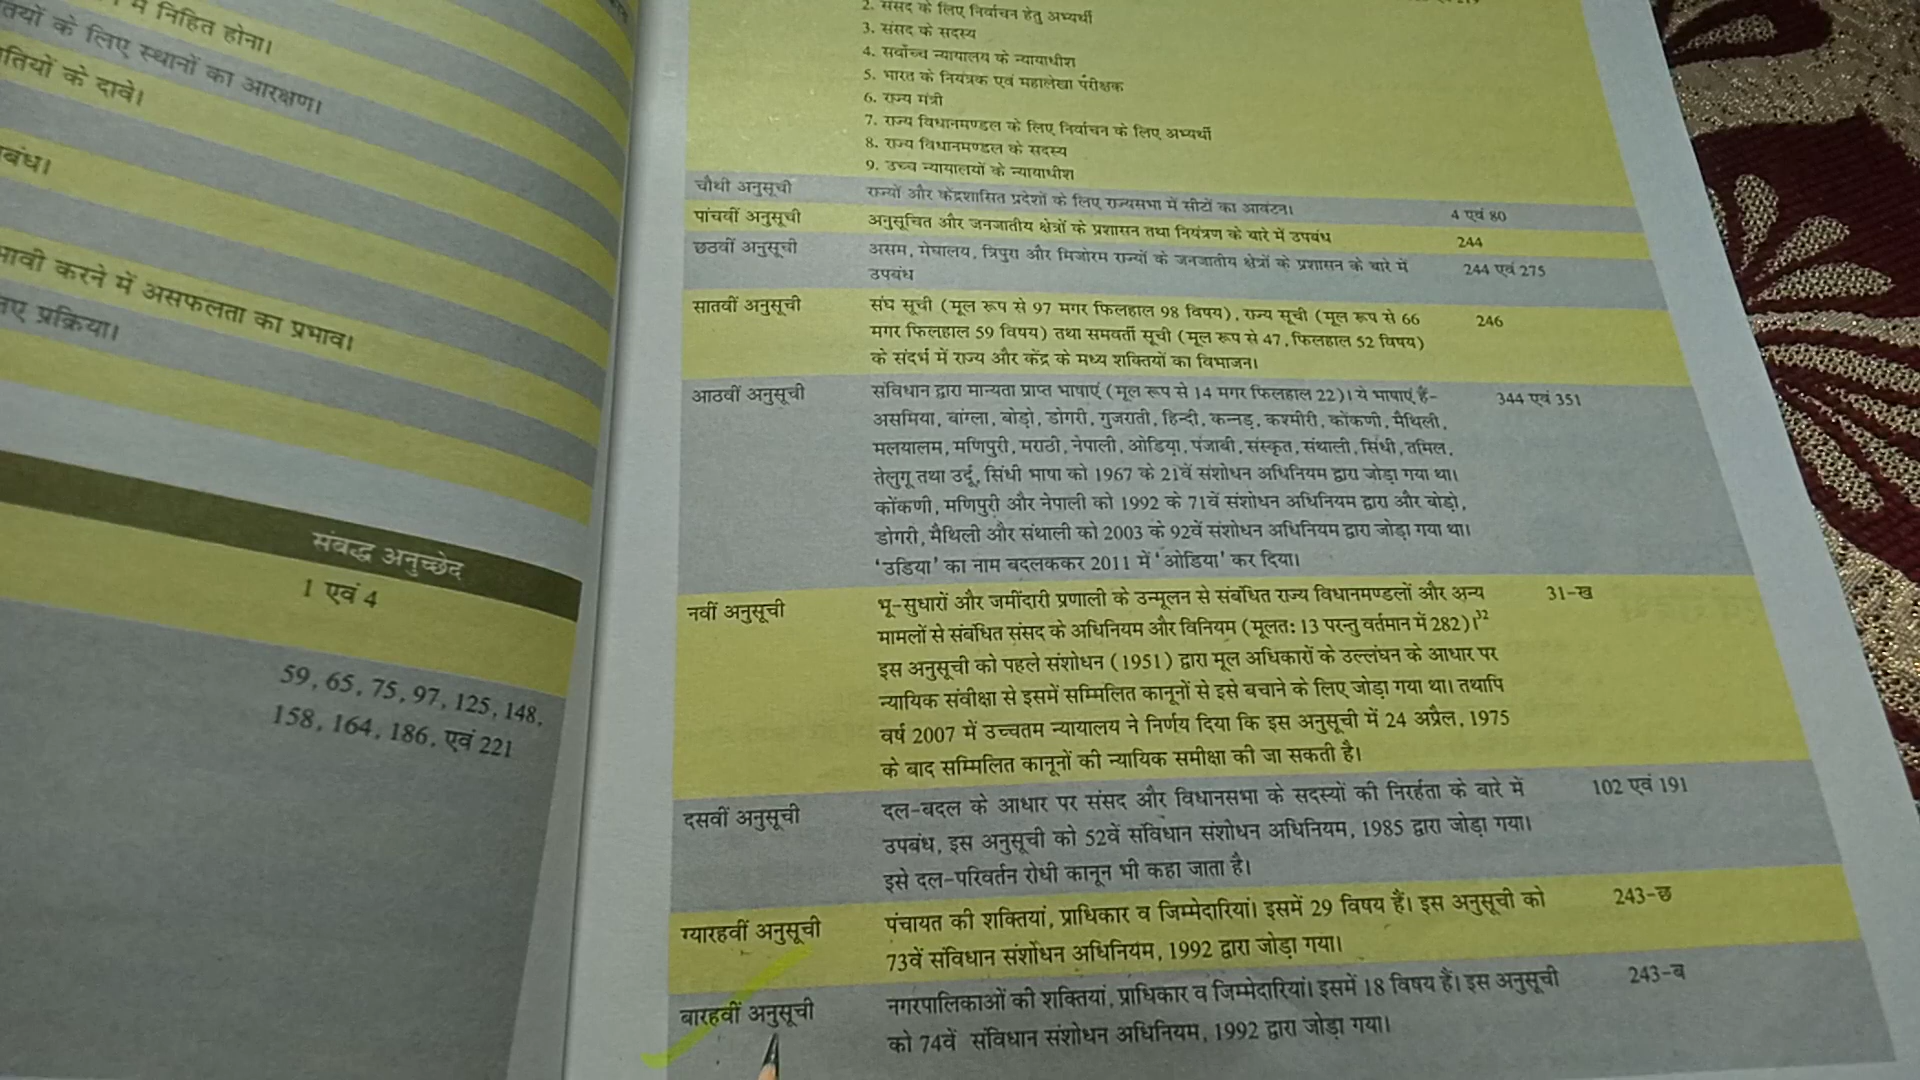 में निहित होना।
के लिए स्थानों का आरक्षण।
के दावे।
करने में असफलता का प्रभाव।
प्रक्रिया।
संबद्ध अनुच्छेद
1 एवं 4
59, 65, 75, 97, 125, 148,
158, 164, 186, एवं 221
2. संसद के लिए निर्वाचन हेतु अभ्यर्थी
3. संसद के सदस्य
4. सर्वोच्च न्यायालय के न्यायाधीश
5. भारत के नियंत्रक एवं महालेखा परीक्षक
6. राज्य मंत्री
7. राज्य विधानमण्डल के लिए निर्वाचन के लिए अभ्यर्थी
8. राज्य विधानमण्डल के सदस्य
9. उच्च न्यायालयों के न्यायाधीश
चौथी अनुसूची राज्यों और केंद्रशासित प्रदेशों के लिए राज्यसभा में सीटों का आवंटन। 4 एवं 80
पांचवीं अनुसूची अनुसूचित और जनजातीय क्षेत्रों के प्रशासन तथा नियंत्रण के बारे में उपबंध 244
छठवीं अनुसूची असम, मेघालय, त्रिपुरा और मिजोरम राज्यों के जनजातीय क्षेत्रों के प्रशासन के बारे में 244 एवं 275
उपबंध
सातवीं अनुसूची संघ सूची (मूल रूप से 97 मगर फिलहाल 98 विषय), राज्य सूची (मूल रूप से 66 246
मगर फिलहाल 59 विषय) तथा समवर्ती सूची (मूल रूप से 47, फिलहाल 52 विषय)
के संदर्भ में राज्य और केंद्र के मध्य शक्तियों का विभाजन।
आठवीं अनुसूची संविधान द्वारा मान्यता प्राप्त भाषाएं (मूल रूप से 14 मगर फिलहाल 22)। ये भाषाएं हैं- 344 एवं 351
असमिया, बांग्ला, बोड़ो, डोगरी, गुजराती, हिन्दी, कन्नड़, कश्मीरी, कोंकणी, मैथिली,
मलयालम, मणिपुरी, मराठी, नेपाली, ओडिया, पंजाबी, संस्कृत, संथाली, सिंधी, तमिल,
तेलुगू तथा उर्दू, सिंधी भाषा को 1967 के 21वें संशोधन अधिनियम द्वारा जोड़ा गया था।
कोंकणी, मणिपुरी और नेपाली को 1992 के 71वें संशोधन अधिनियम द्वारा और बोड़ो,
डोगरी, मैथिली और संथाली को 2003 के 92वें संशोधन अधिनियम द्वारा जोड़ा गया था।
‘उडिया’ का नाम बदलककर 2011 में ‘ओडिया’ कर दिया।
नवीं अनुसूची भू-सुधारों और जमींदारी प्रणाली के उन्मूलन से संबंधित राज्य विधानमण्डलों और अन्य 31-ख
मामलों से संबंधित संसद के अधिनियम और विनियम (मूलत: 13 परन्तु वर्तमान में 282)।³²
इस अनुसूची को पहले संशोधन (1951) द्वारा मूल अधिकारों के उल्लंघन के आधार पर
न्यायिक संवीक्षा से इसमें सम्मिलित कानूनों से इसे बचाने के लिए जोड़ा गया था। तथापि
वर्ष 2007 में उच्चतम न्यायालय ने निर्णय दिया कि इस अनुसूची में 24 अप्रैल, 1975
के बाद सम्मिलित कानूनों की न्यायिक समीक्षा की जा सकती है।
दसवीं अनुसूची दल-बदल के आधार पर संसद और विधानसभा के सदस्यों की निरर्हता के बारे में 102 एवं 191
उपबंध, इस अनुसूची को 52वें संविधान संशोधन अधिनियम, 1985 द्वारा जोड़ा गया।
इसे दल-परिवर्तन रोधी कानून भी कहा जाता है।
ग्यारहवीं अनुसूची पंचायत की शक्तियां, प्राधिकार व जिम्मेदारियां। इसमें 29 विषय हैं। इस अनुसूची को 243-छ
73वें संविधान संशोधन अधिनियम, 1992 द्वारा जोड़ा गया।
बारहवीं अनुसूची नगरपालिकाओं की शक्तियां, प्राधिकार व जिम्मेदारियां। इसमें 18 विषय हैं। इस अनुसूची 243-ब
को 74वें संविधान संशोधन अधिनियम, 1992 द्वारा जोड़ा गया।